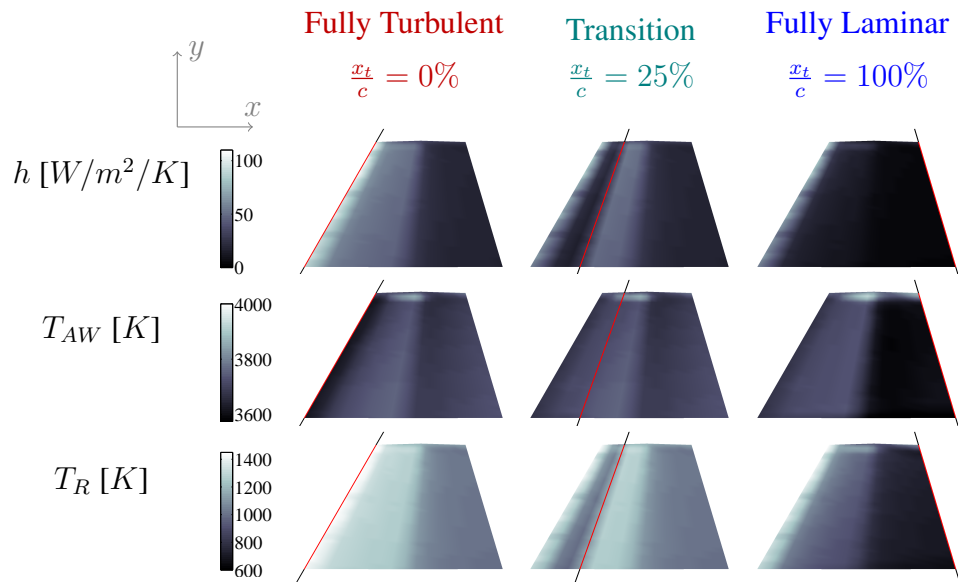 Fully Turbulent Transition Fully Laminar
x_t/c = 0% x_t/c = 25% x_t/c = 100%
y
x
h [W/m²/K]
100
50
0
T_AW [K]
4000
3800
3600
T_R [K]
1400
1200
1000
800
600